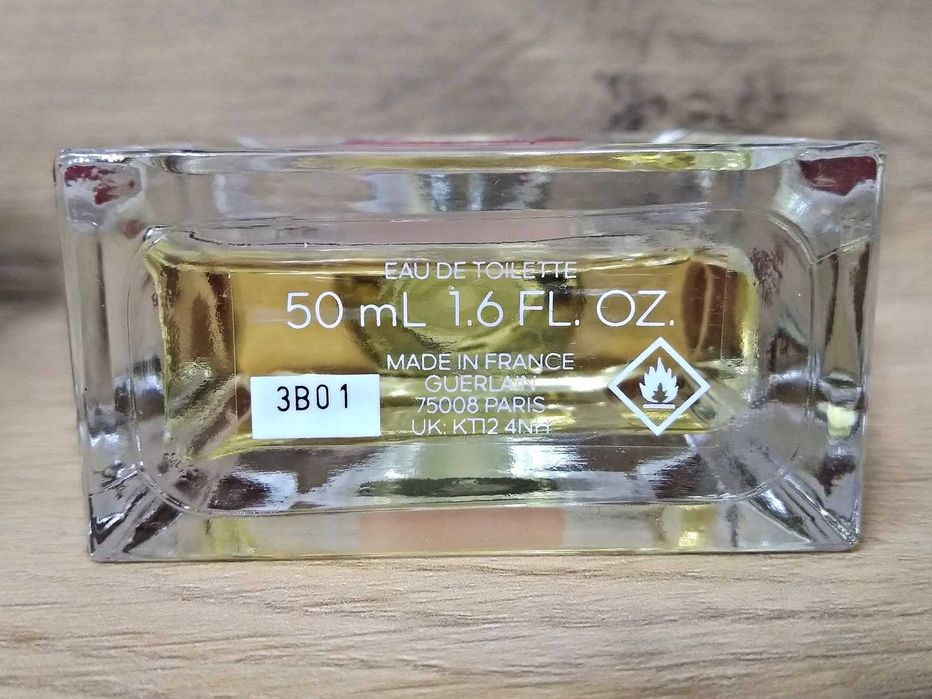 EAU DE TOILETTE
50 mL 1.6 FL. OZ.
MADE IN FRANCE
GUERLAIN
75008 PARIS
UK: KT12 4NH
3B01